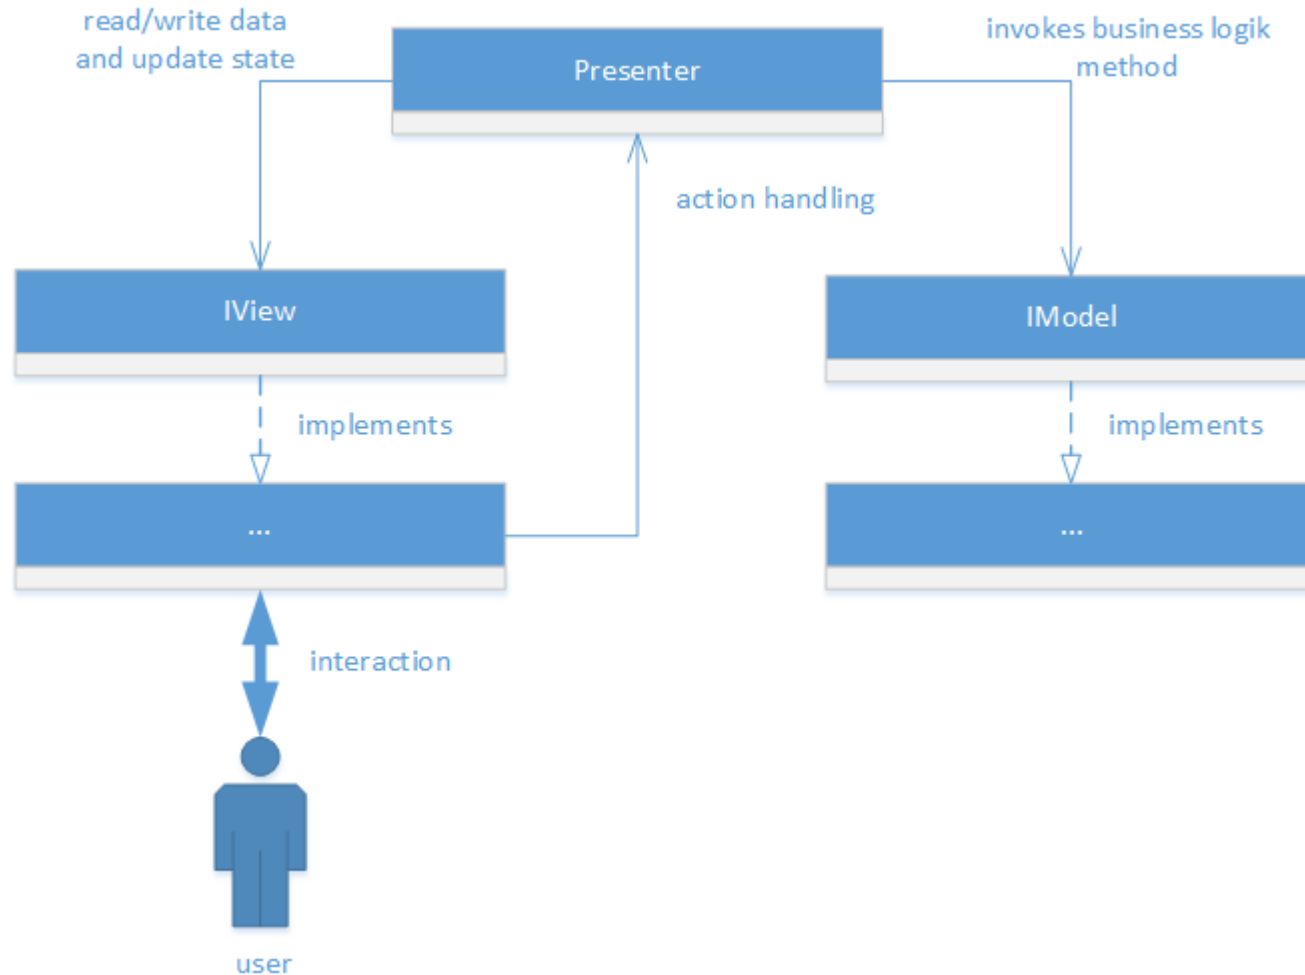 read/write data
and update state
Presenter
invokes business logik
method
action handling
IView
IModel
implements
implements
...
...
interaction
user